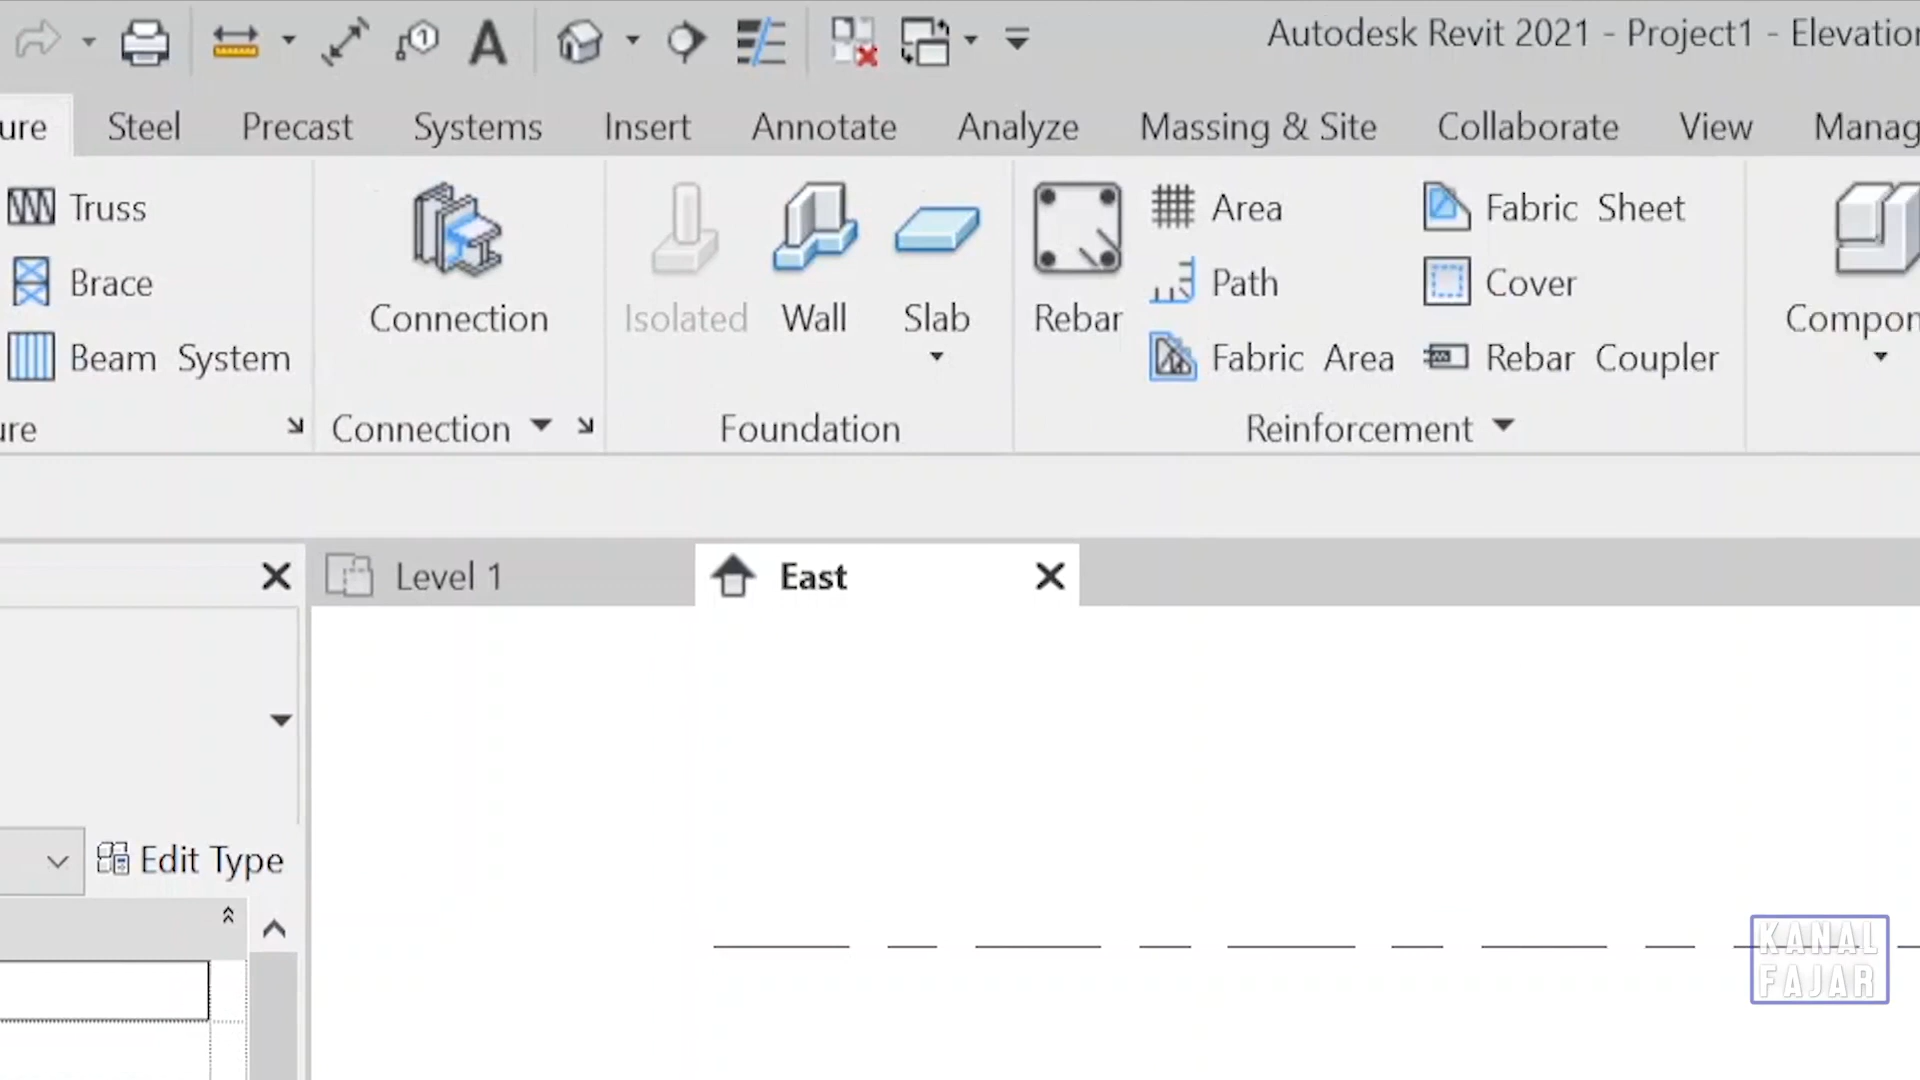 Autodesk Revit 2021 - Project1 - Elevation
ure Steel Precast Systems Insert Annotate Analyze Massing & Site Collaborate View Manag
Truss
Brace
Beam System
Connection
Isolated Wall Slab
Rebar
Area
Path
Fabric Area
Fabric Sheet
Cover
Rebar Coupler
Compon
ure
Connection
Foundation
Reinforcement
Level 1
East
Edit Type
KANAL
FAJAR